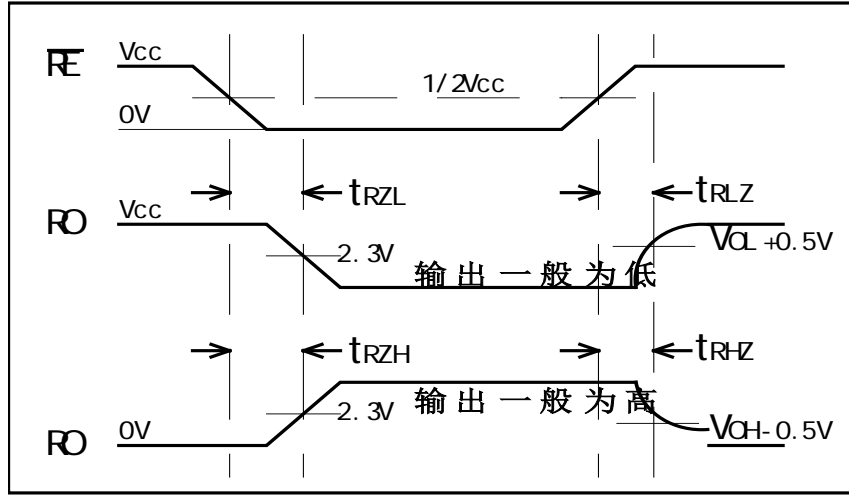 RE Vcc
1/2Vcc
0V
tRZL tRLZ
RO Vcc
2.3V VOL+0.5V
输出一般为低
tRZH tRHZ
2.3V 输出一般为高
RO 0V VOH-0.5V